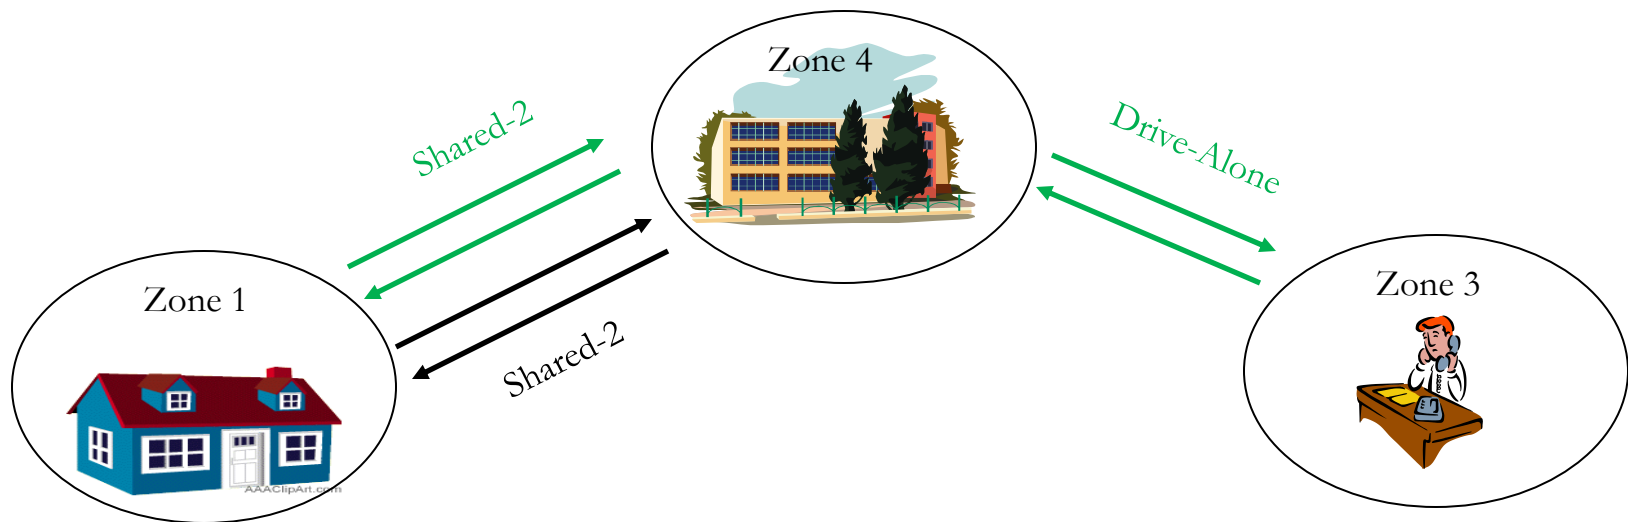 Zone 4
Shared-2
Drive-Alone
Zone 1
Shared-2
Zone 3
AAAClipArt.com